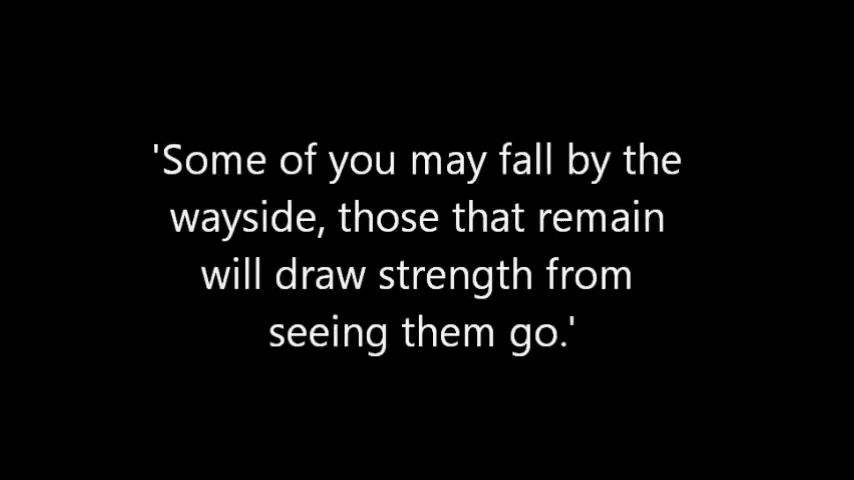 'Some of you may fall by the
wayside, those that remain
will draw strength from
seeing them go.'